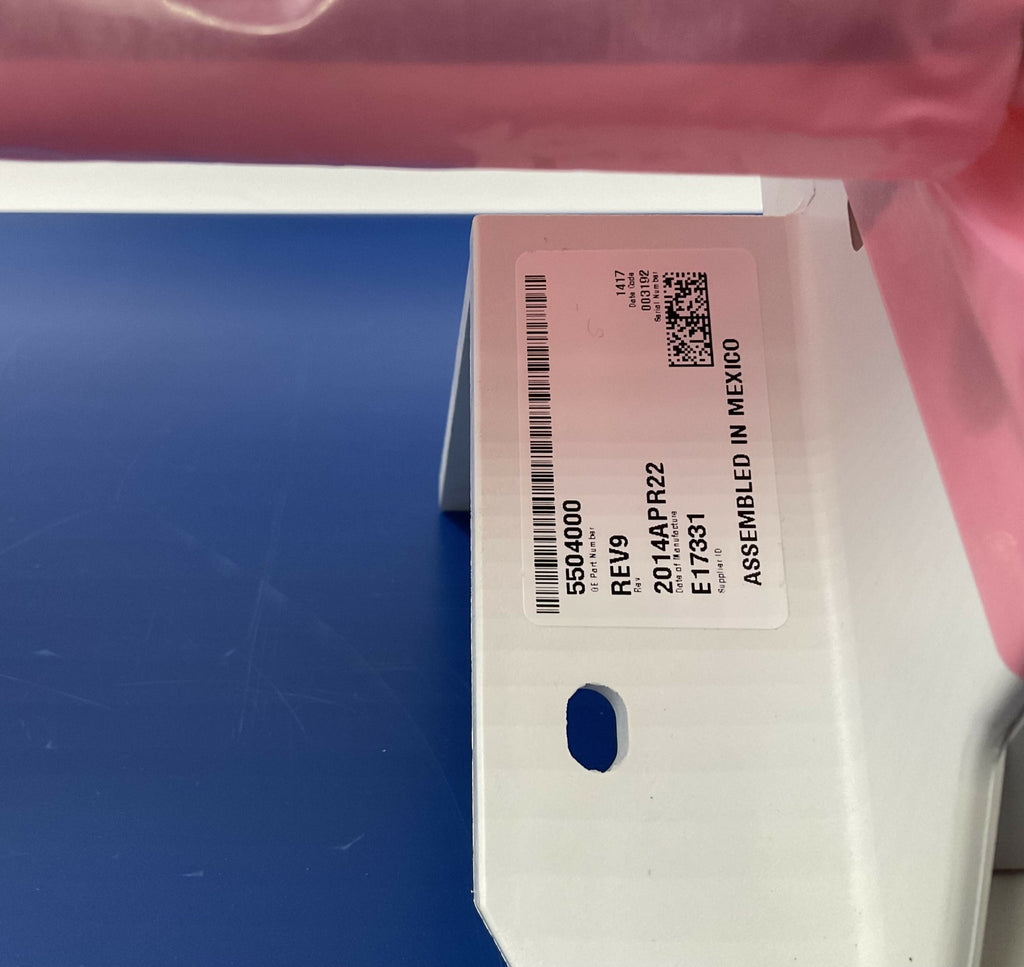 5504000
GE Part Number
REV9
Rev
2014APR22
Date of Manufacture
E17331
Supplier ID
ASSEMBLED IN MEXICO
1417
Date Code
003192
Serial Number